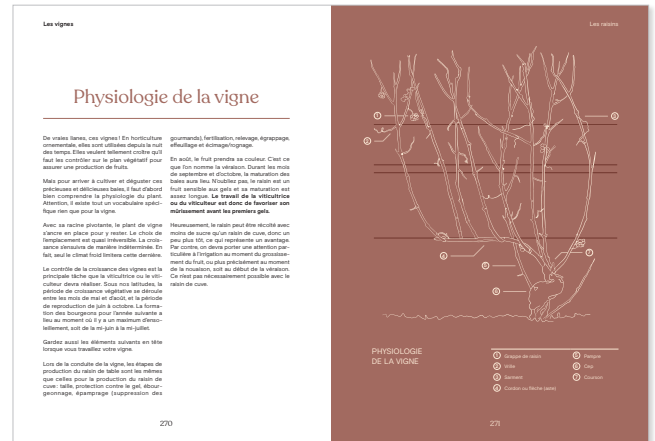 Les vignes
Physiologie de la vigne
De vraies lianes, ces vignes ! En horticulture
ornementale, elles sont utilisées depuis la nuit
des temps. Elles veulent tellement croître qu'il
faut les contrôler sur le plan végétatif pour
assurer une production de fruits.
Mais pour arriver à cultiver et déguster ces
précieuses et délicieuses baies, il faut d'abord
bien comprendre la physiologie du plant.
Attention, il existe tout un vocabulaire spéci-
fique rien que pour la vigne.
Avec sa racine pivotante, le plant de vigne
s'ancre en place pour y rester. Le choix de
l'emplacement est quasi irréversible. La crois-
sance s'ensuivra de manière indéterminée. En
fait, seul le climat froid limitera cette dernière.
Le contrôle de la croissance des vignes est la
principale tâche que la viticultrice ou le viti-
culteur devra réaliser. Sous nos latitudes, la
période de croissance végétative se déroule
entre les mois de mai et d'août, et la période
de reproduction de juin à octobre. La forma-
tion des bourgeons pour l'année suivante a
lieu au moment où il y a un maximum d'enso-
leillement, soit de la mi-juin à la mi-juillet.
Gardez aussi les éléments suivants en tête
lorsque vous travaillez votre vigne.
Lors de la conduite de la vigne, les étapes de
production du raisin de table sont les mêmes
que celles pour la production du raisin de
cuve : taille, protection contre le gel, ébour-
geonnage, épamprage (suppression des
gourmands), fertilisation, relevage, égrappage,
effeuillage et écimage/rognage.
En août, le fruit prendra sa couleur. C'est ce
que l'on nomme la véraison. Durant les mois
de septembre et d'octobre, la maturation des
baies aura lieu. N'oubliez pas, le raisin est un
fruit sensible aux gels et sa maturation est
assez longue. Le travail de la viticultrice
ou du viticulteur est donc de favoriser son
mûrissement avant les premiers gels.
Heureusement, le raisin peut être récolté avec
moins de sucre qu'un raisin de cuve, donc un
peu plus tôt, ce qui représente un avantage.
Par contre, on devra porter une attention par-
ticulière à l'irrigation au moment du grossisse-
ment du fruit, ou plus précisément au moment
de la nouaison, soit au début de la véraison.
Ce n'est pas nécessairement possible avec le
raisin de cuve.
270
Les raisins
1
2
3
4
5
6
7
PHYSIOLOGIE
DE LA VIGNE
1 Grappe de raisin
2 Vrille
3 Sarment
4 Cordon ou flèche (aste)
5 Pampre
6 Cep
7 Courson
271